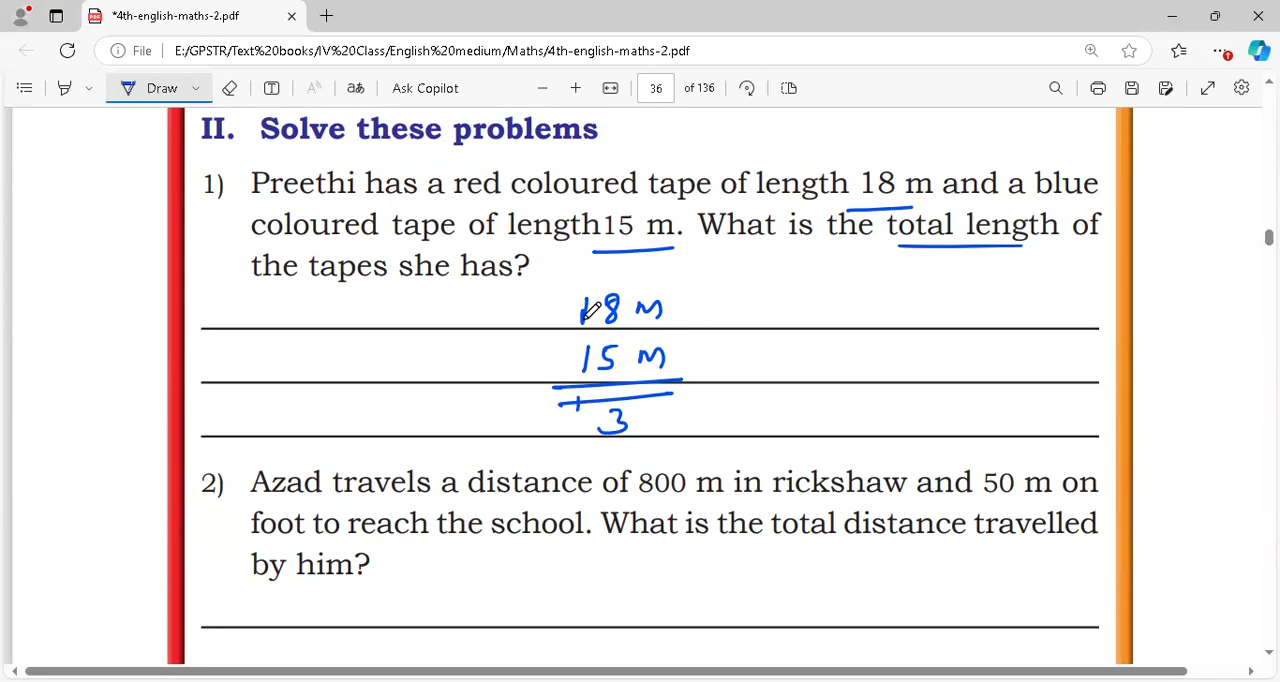 *4th-english-maths-2.pdf
File E:/GPSTR/Text%20books/IV%20Class/English%20medium/Maths/4th-english-maths-2.pdf
Draw Ask Copilot 36 of 136
II. Solve these problems
1) Preethi has a red coloured tape of length 18 m and a blue
coloured tape of length15 m. What is the total length of
the tapes she has?
18 m
15 m
+
3
2) Azad travels a distance of 800 m in rickshaw and 50 m on
foot to reach the school. What is the total distance travelled
by him?